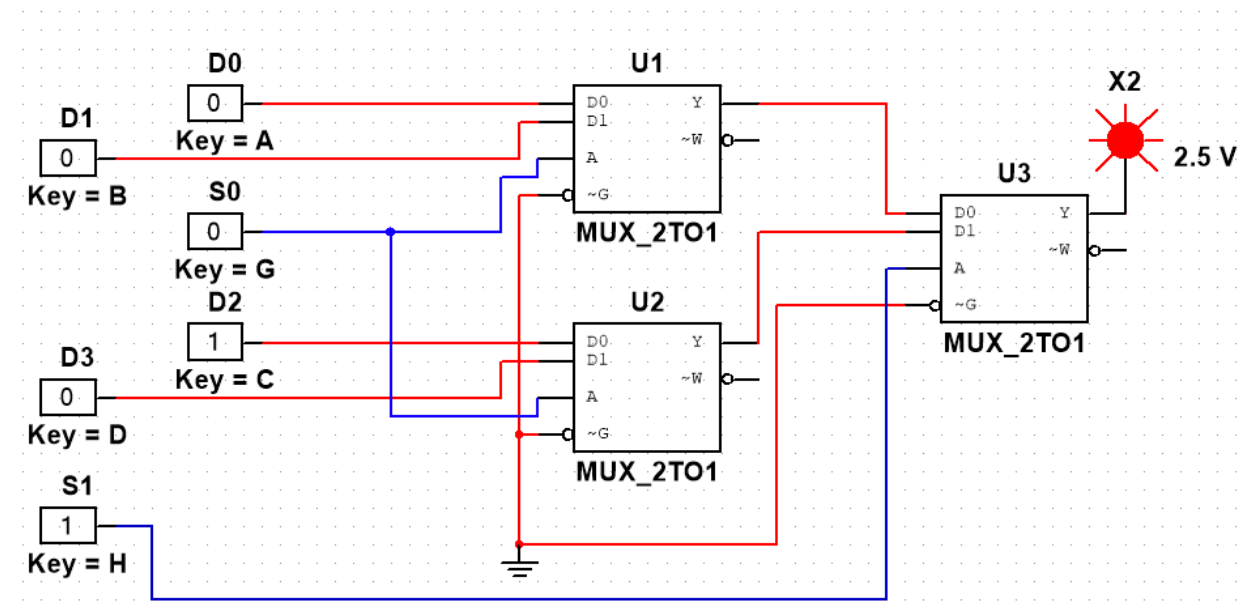 D0
0
Key = A
D1
0
Key = B
S0
0
Key = G
D2
1
Key = C
D3
0
Key = D
S1
1
Key = H
U1
D0 Y
D1
~W
A
~G
MUX_2TO1
U2
D0 Y
D1
~W
A
~G
MUX_2TO1
U3
D0 Y
D1
~W
A
~G
MUX_2TO1
X2
2.5 V